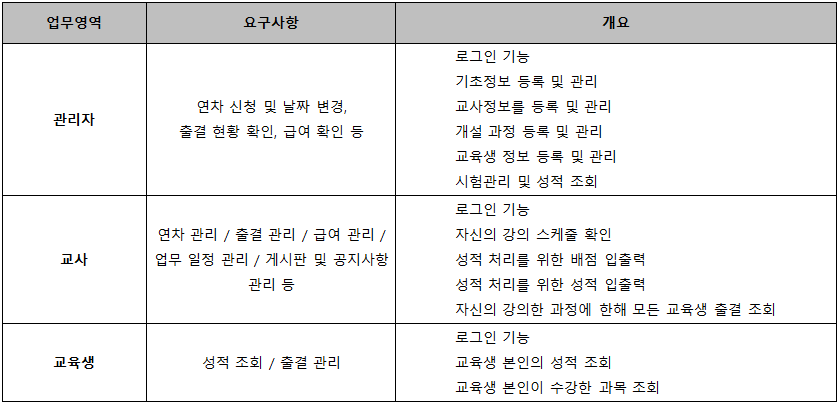 업무영역
요구사항
개요
관리자
연차 신청 및 날짜 변경,
출결 현황 확인, 급여 확인 등
로그인 기능
기초정보 등록 및 관리
교사정보를 등록 및 관리
개설 과정 등록 및 관리
교육생 정보 등록 및 관리
시험관리 및 성적 조회
교사
연차 관리 / 출결 관리 / 급여 관리 /
업무 일정 관리 / 게시판 및 공지사항
관리 등
로그인 기능
자신의 강의 스케줄 확인
성적 처리를 위한 배점 입출력
성적 처리를 위한 성적 입출력
자신의 강의한 과정에 한해 모든 교육생 출결 조회
교육생
성적 조회 / 출결 관리
로그인 기능
교육생 본인의 성적 조회
교육생 본인이 수강한 과목 조회